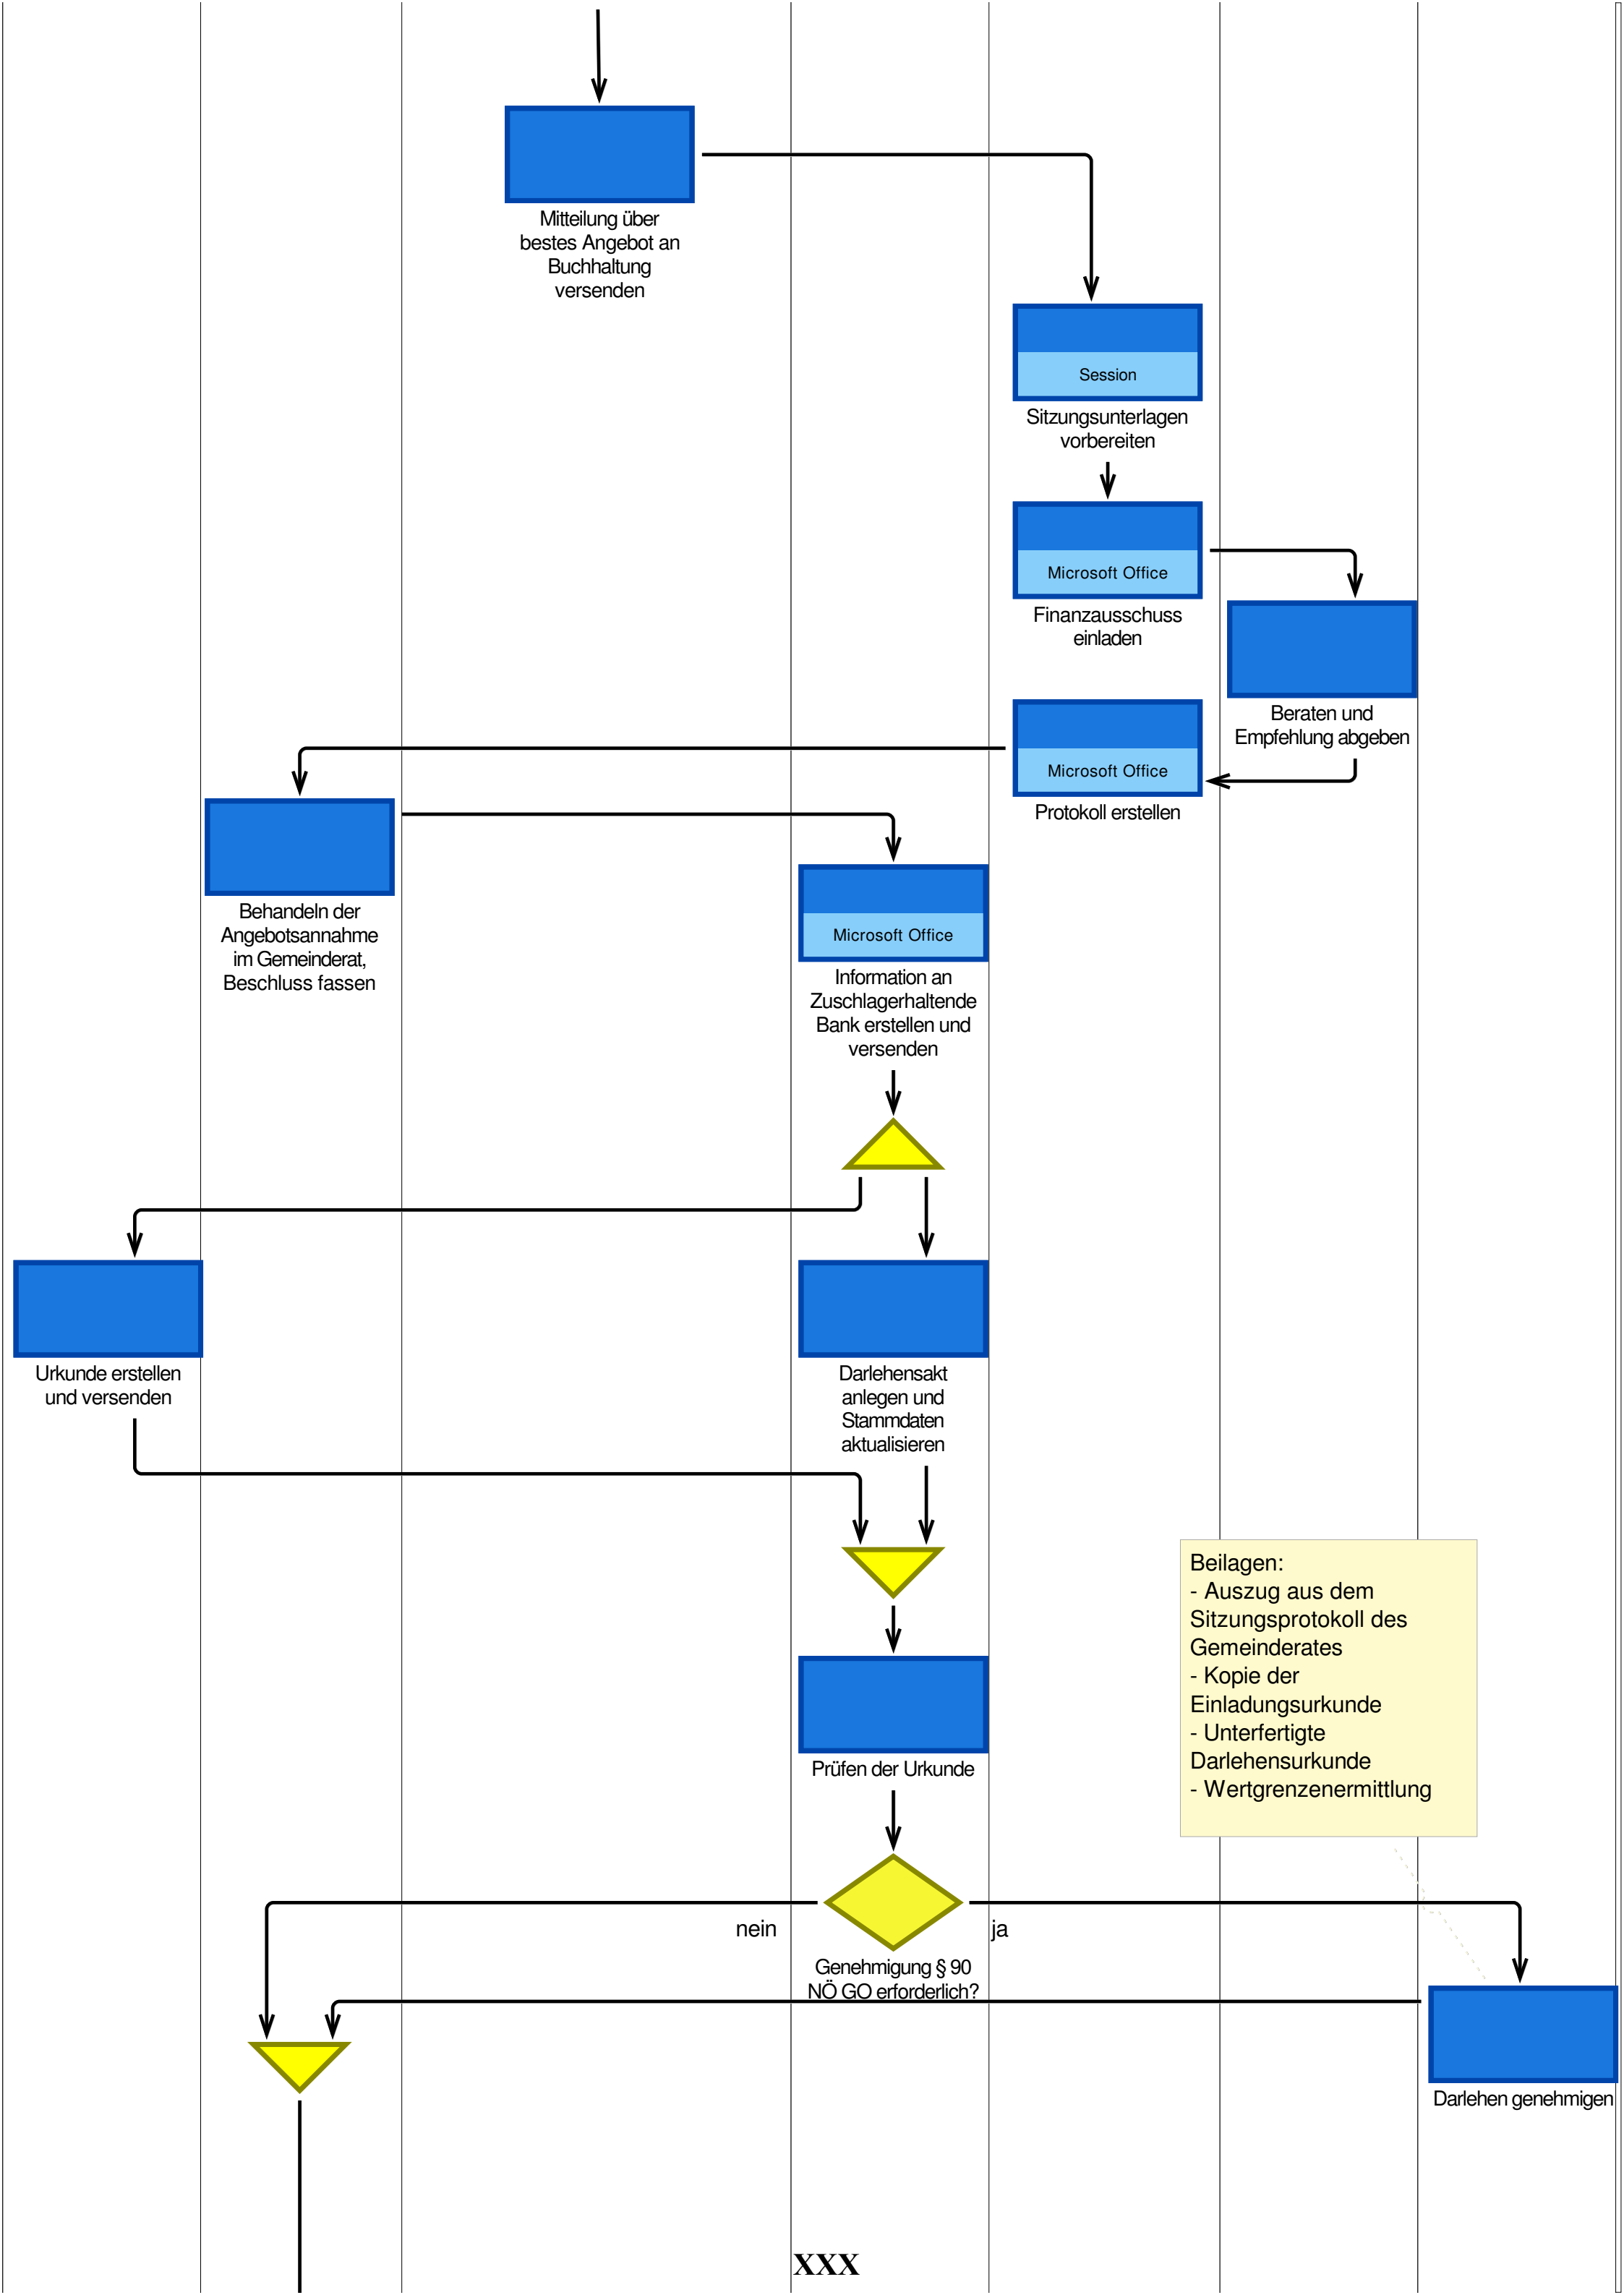 Mitteilung über
bestes Angebot an
Buchhaltung
versenden
Session
Sitzungsunterlagen
vorbereiten
Microsoft Office
Finanzausschuss
einladen
Beraten und
Empfehlung abgeben
Microsoft Office
Protokoll erstellen
Behandeln der
Angebotsannahme
im Gemeinderat,
Beschluss fassen
Microsoft Office
Information an
Zuschlagerhaltende
Bank erstellen und
versenden
Urkunde erstellen
und versenden
Darlehensakt
anlegen und
Stammdaten
aktualisieren
Beilagen:
- Auszug aus dem
Sitzungsprotokoll des
Gemeinderates
- Kopie der
Einladungsurkunde
- Unterfertigte
Darlehensurkunde
- Wertgrenzenermittlung
Prüfen der Urkunde
nein
ja
Genehmigung § 90
NÖ GO erforderlich?
Darlehen genehmigen
XXX